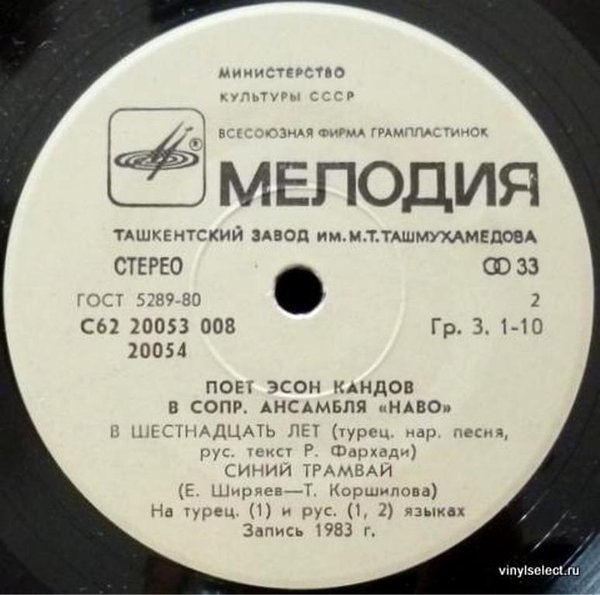 МИНИСТЕРСТВО
КУЛЬТУРЫ СССР
ВСЕСОЮЗНАЯ ФИРМА ГРАМПЛАСТИНОК
МЕЛОДИЯ
ТАШКЕНТСКИЙ ЗАВОД ИМ. М.Т. ТАШМУХАМЕДОВА
СТЕРЕО 33
ГОСТ 5289-80 2
С62 20053 008 Гр. 3. 1-10
20054
ПОЕТ ЭСОН КАНДОВ
В СОПР. АНСАМБЛЯ «НАВО»
В ШЕСТНАДЦАТЬ ЛЕТ (турец. нар. песня,
рус. текст Р. Фархади)
СИНИЙ ТРАМВАЙ
(Е. Ширяев—Т. Коршилова)
На турец. (1) и рус. (1, 2) языках
Запись 1983 г.
vinylselect.ru